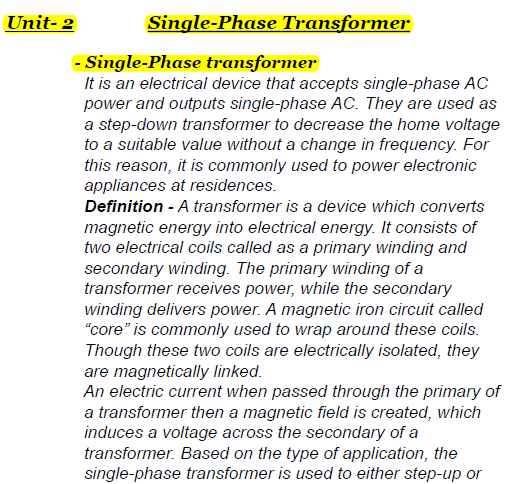 Unit- 2 Single-Phase Transformer
- Single-Phase transformer
It is an electrical device that accepts single-phase AC
power and outputs single-phase AC. They are used as
a step-down transformer to decrease the home voltage
to a suitable value without a change in frequency. For
this reason, it is commonly used to power electronic
appliances at residences.
Definition - A transformer is a device which converts
magnetic energy into electrical energy. It consists of
two electrical coils called as a primary winding and
secondary winding. The primary winding of a
transformer receives power, while the secondary
winding delivers power. A magnetic iron circuit called
“core” is commonly used to wrap around these coils.
Though these two coils are electrically isolated, they
are magnetically linked.
An electric current when passed through the primary of
a transformer then a magnetic field is created, which
induces a voltage across the secondary of a
transformer. Based on the type of application, the
single-phase transformer is used to either step-up or